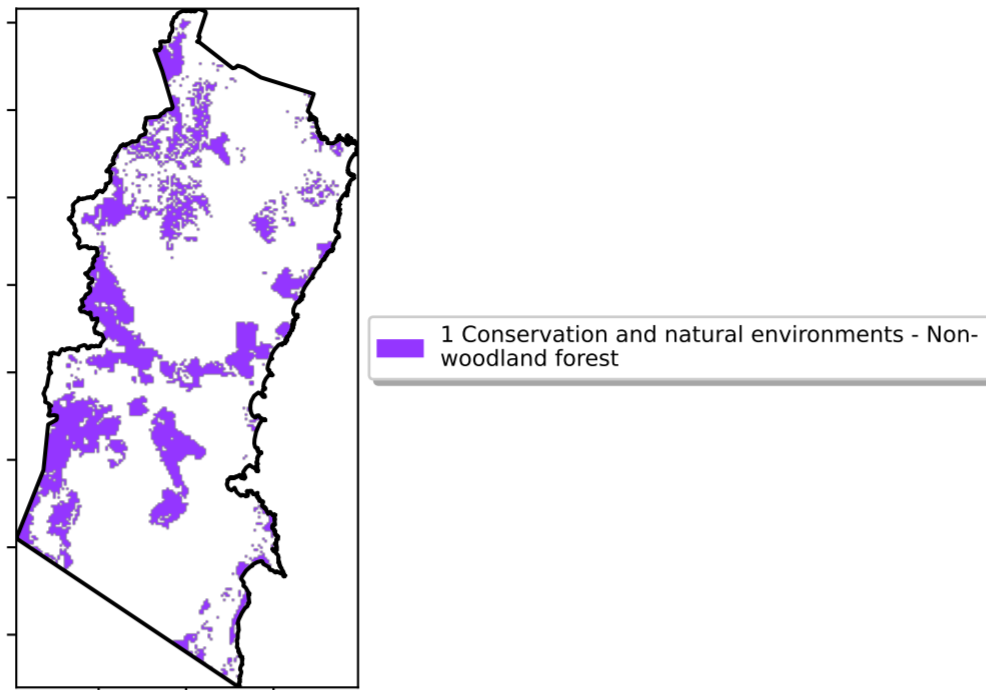 1 Conservation and natural environments - Non-
woodland forest